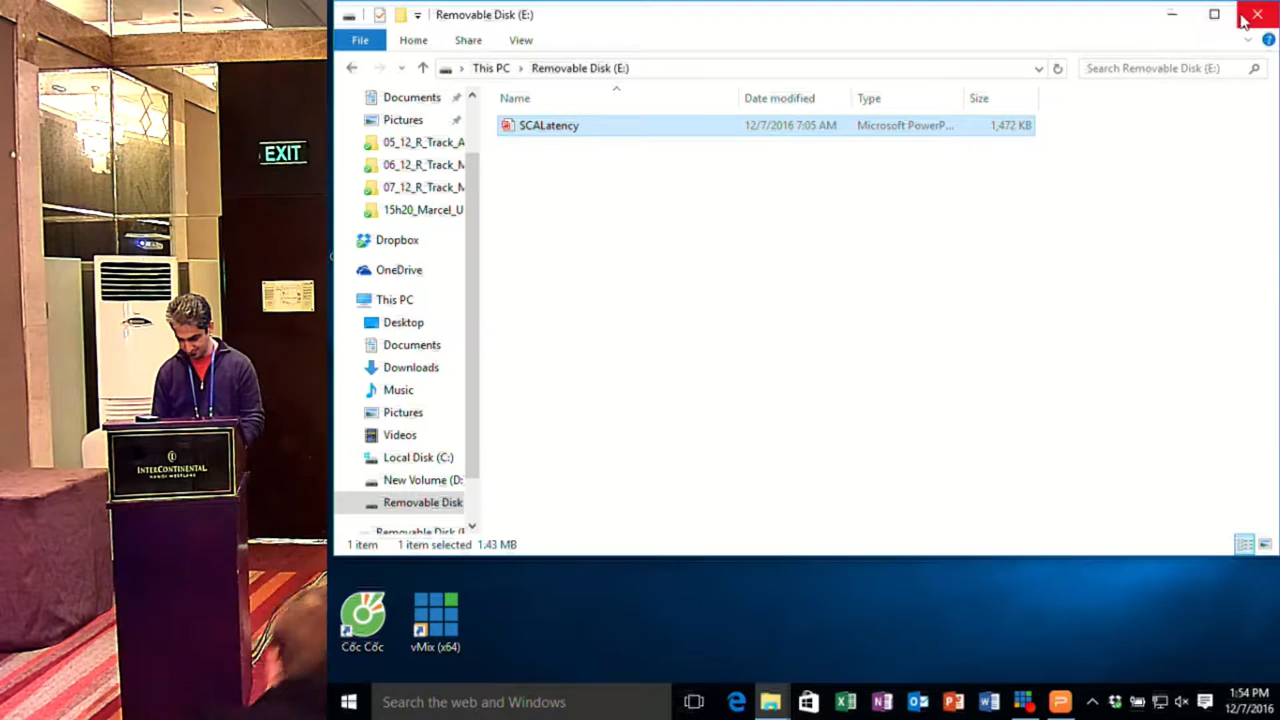 Removable Disk (E:)
File Home Share View
This PC > Removable Disk (E:)
Search Removable Disk (E:)
Name Date modified Type Size
SCALatency 12/7/2016 7:05 AM Microsoft PowerP... 1,472 KB
Documents
Pictures
05_12_R_Track_A
06_12_R_Track_M
07_12_R_Track_M
15h20_Marcel_U
Dropbox
OneDrive
This PC
Desktop
Documents
Downloads
Music
Pictures
Videos
Local Disk (C:)
New Volume (D:
Removable Disk
Removable Disk (
1 item 1 item selected 1.43 MB
EXIT
INTERCONTINENTAL
HANOI WESTLAKE
Cốc Cốc
vMix (x64)
Search the web and Windows
1:54 PM
12/7/2016